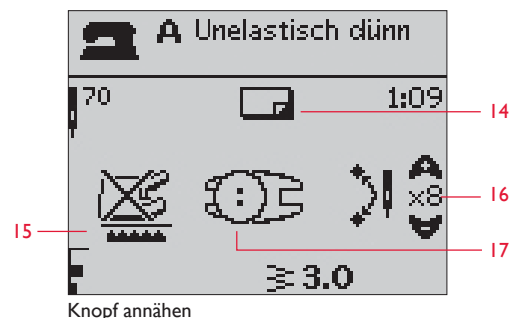 A Unelastisch dünn
70 1:09
14
16
x8
15
17
3.0
Knopf annähen